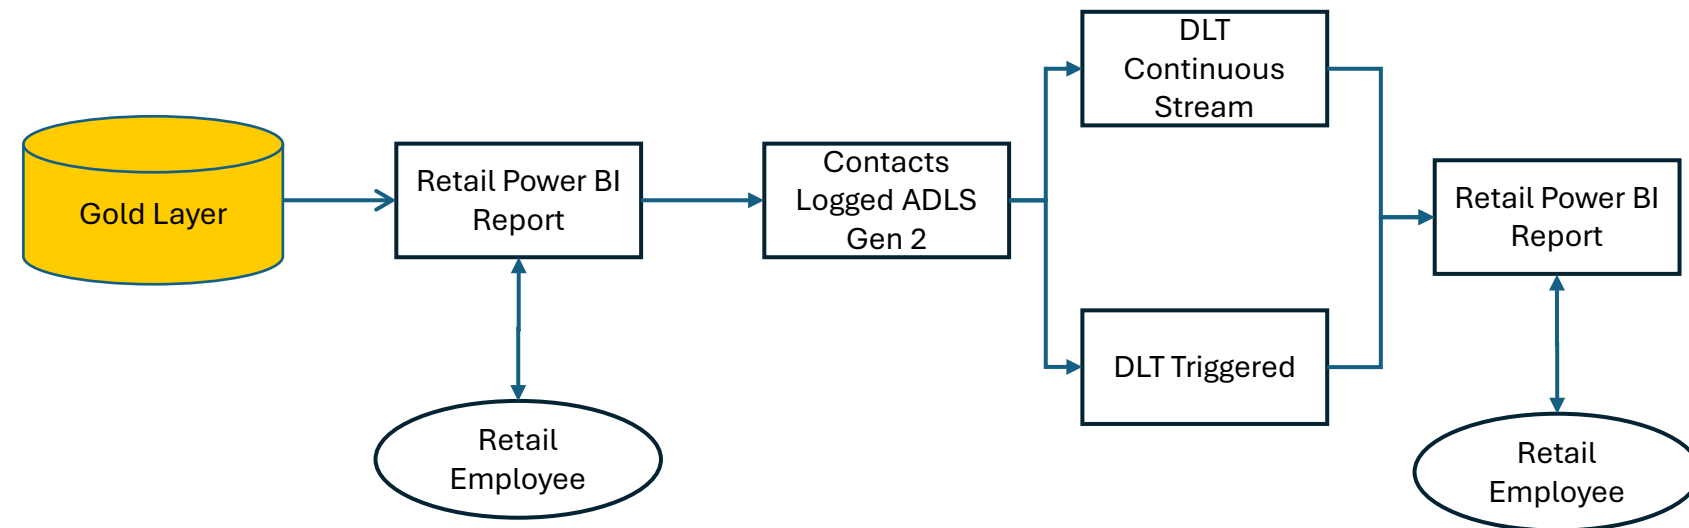 Gold Layer
Retail Power BI
Report
Retail
Employee
Contacts
Logged ADLS
Gen 2
DLT
Continuous
Stream
DLT Triggered
Retail Power BI
Report
Retail
Employee